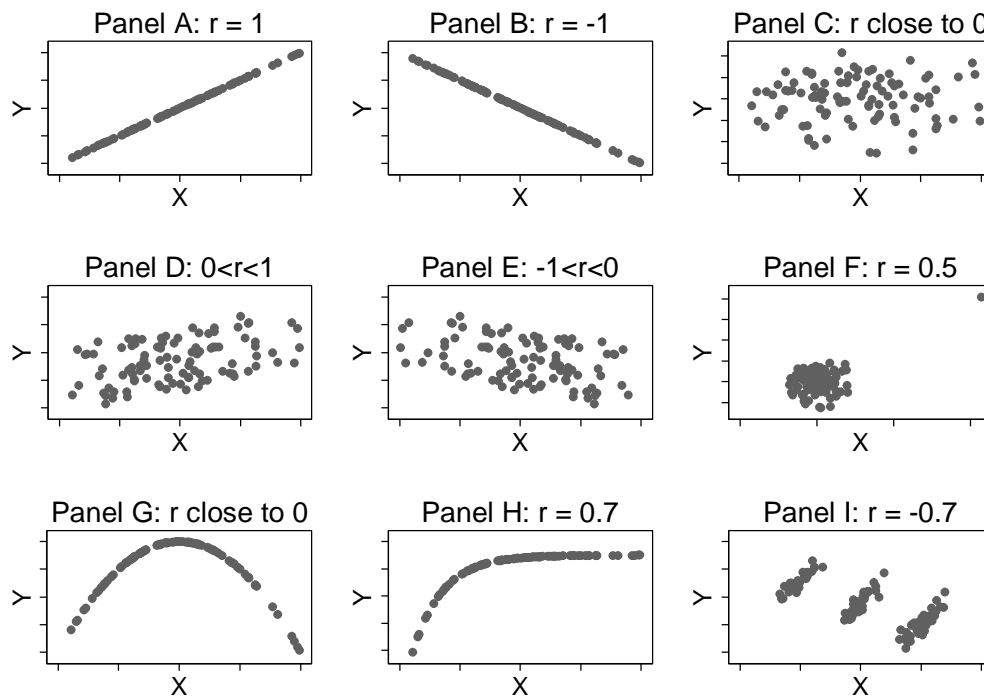 Panel A: r = 1
Panel B: r = -1
Panel C: r close to 0
Y
Y
Y
X
X
X
Panel D: 0<r<1
Panel E: -1<r<0
Panel F: r = 0.5
Y
Y
Y
X
X
X
Panel G: r close to 0
Panel H: r = 0.7
Panel I: r = -0.7
Y
Y
Y
X
X
X